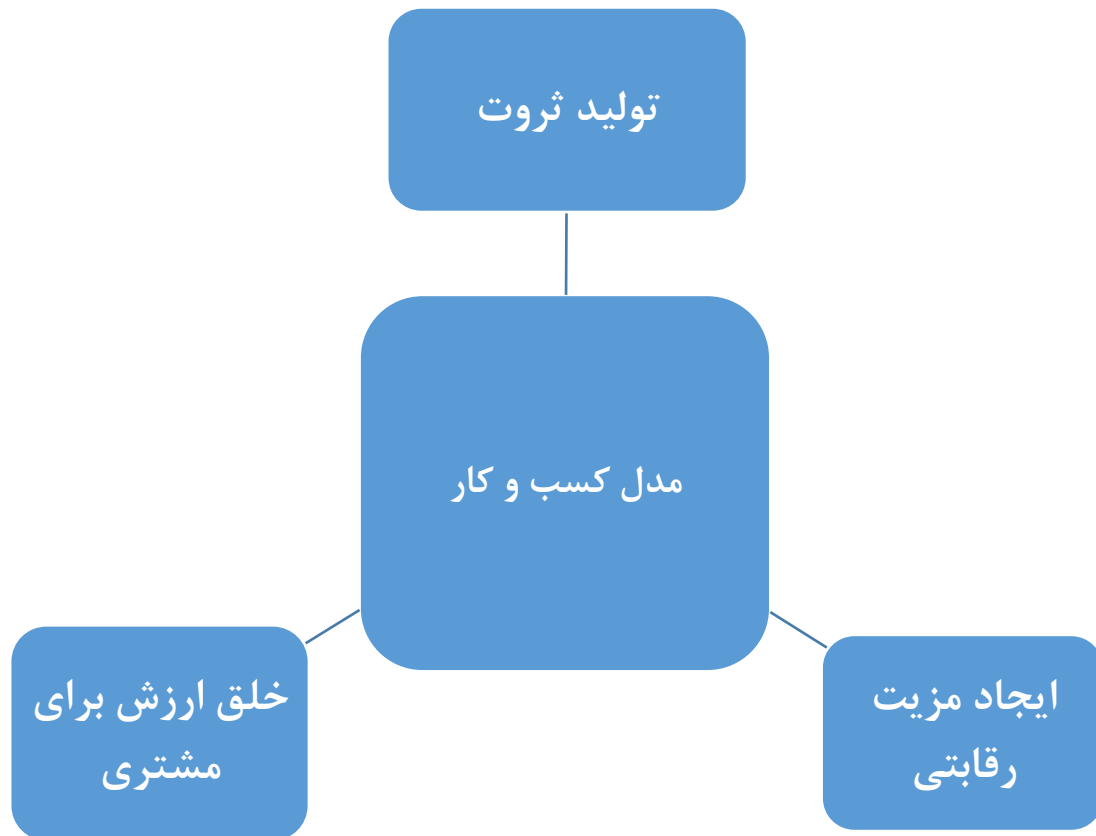 تولید ثروت
مدل کسب و کار
ایجاد مزیت
رقابتی
خلق ارزش برای
مشتری